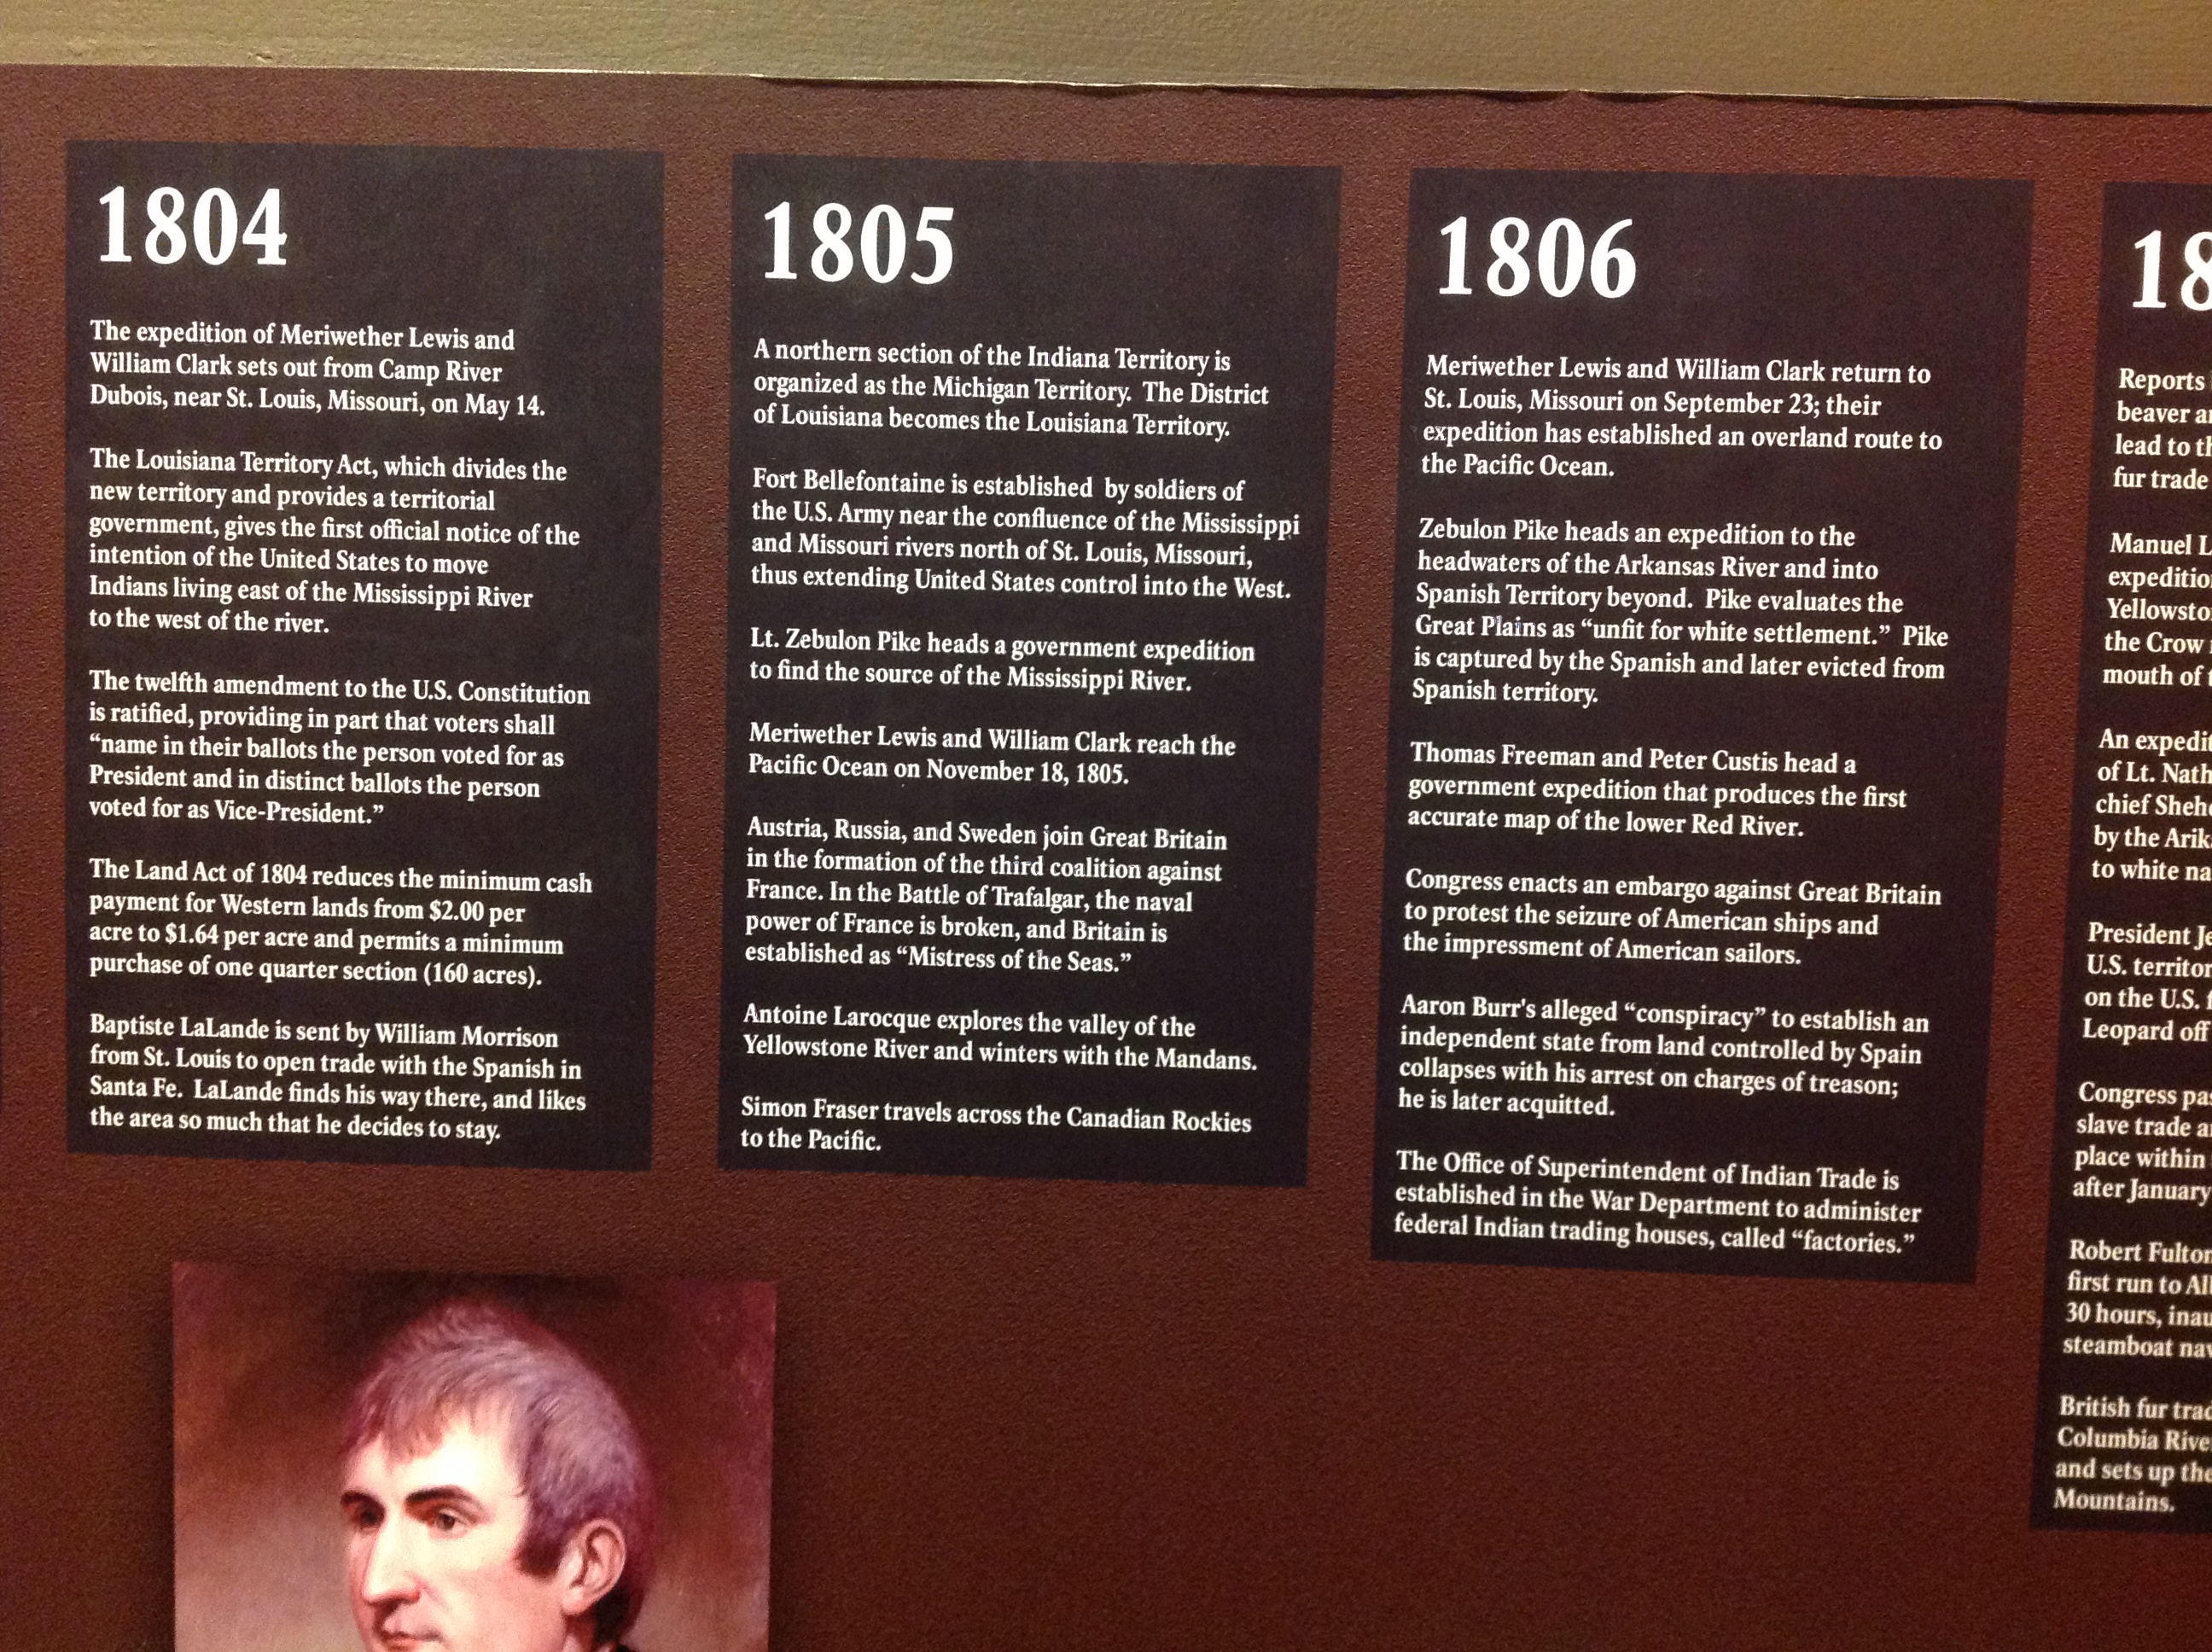 1804
The expedition of Meriwether Lewis and
William Clark sets out from Camp River
Dubois, near St. Louis, Missouri, on May 14.
The Louisiana Territory Act, which divides the
new territory and provides a territorial
government, gives the first official notice of the
intention of the United States to move
Indians living east of the Mississippi River
to the west of the river.
The twelfth amendment to the U.S. Constitution
is ratified, providing in part that voters shall
“name in their ballots the person voted for as
President and in distinct ballots the person
voted for as Vice-President.”
The Land Act of 1804 reduces the minimum cash
payment for Western lands from $2.00 per
acre to $1.64 per acre and permits a minimum
purchase of one quarter section (160 acres).
Baptiste LaLande is sent by William Morrison
from St. Louis to open trade with the Spanish in
Santa Fe. LaLande finds his way there, and likes
the area so much that he decides to stay.
1805
A northern section of the Indiana Territory is
organized as the Michigan Territory. The District
of Louisiana becomes the Louisiana Territory.
Fort Bellefontaine is established by soldiers of
the U.S. Army near the confluence of the Mississippi
and Missouri rivers north of St. Louis, Missouri,
thus extending United States control into the West.
Lt. Zebulon Pike heads a government expedition
to find the source of the Mississippi River.
Meriwether Lewis and William Clark reach the
Pacific Ocean on November 18, 1805.
Austria, Russia, and Sweden join Great Britain
in the formation of the third coalition against
France. In the Battle of Trafalgar, the naval
power of France is broken, and Britain is
established as “Mistress of the Seas.”
Antoine Larocque explores the valley of the
Yellowstone River and winters with the Mandans.
Simon Fraser travels across the Canadian Rockies
to the Pacific.
1806
Meriwether Lewis and William Clark return to
St. Louis, Missouri on September 23; their
expedition has established an overland route to
the Pacific Ocean.
Zebulon Pike heads an expedition to the
headwaters of the Arkansas River and into
Spanish Territory beyond. Pike evaluates the
Great Plains as “unfit for white settlement.” Pike
is captured by the Spanish and later evicted from
Spanish territory.
Thomas Freeman and Peter Custis head a
government expedition that produces the first
accurate map of the lower Red River.
Congress enacts an embargo against Great Britain
to protest the seizure of American ships and
the impressment of American sailors.
Aaron Burr's alleged “conspiracy” to establish an
independent state from land controlled by Spain
collapses with his arrest on charges of treason;
he is later acquitted.
The Office of Superintendent of Indian Trade is
established in the War Department to administer
federal Indian trading houses, called “factories.”
18
Reports
beaver
lead to
fur trade
Manuel
the Crow
mouth of
An
of Lt.
chief
by the
to white
President
U.S.
on the U.S.
Leopard off
Congress
slave trade
place within
after January
Robert
first run to
30 hours,
steamboat
British fur
Columbia
and sets up
Mountains.